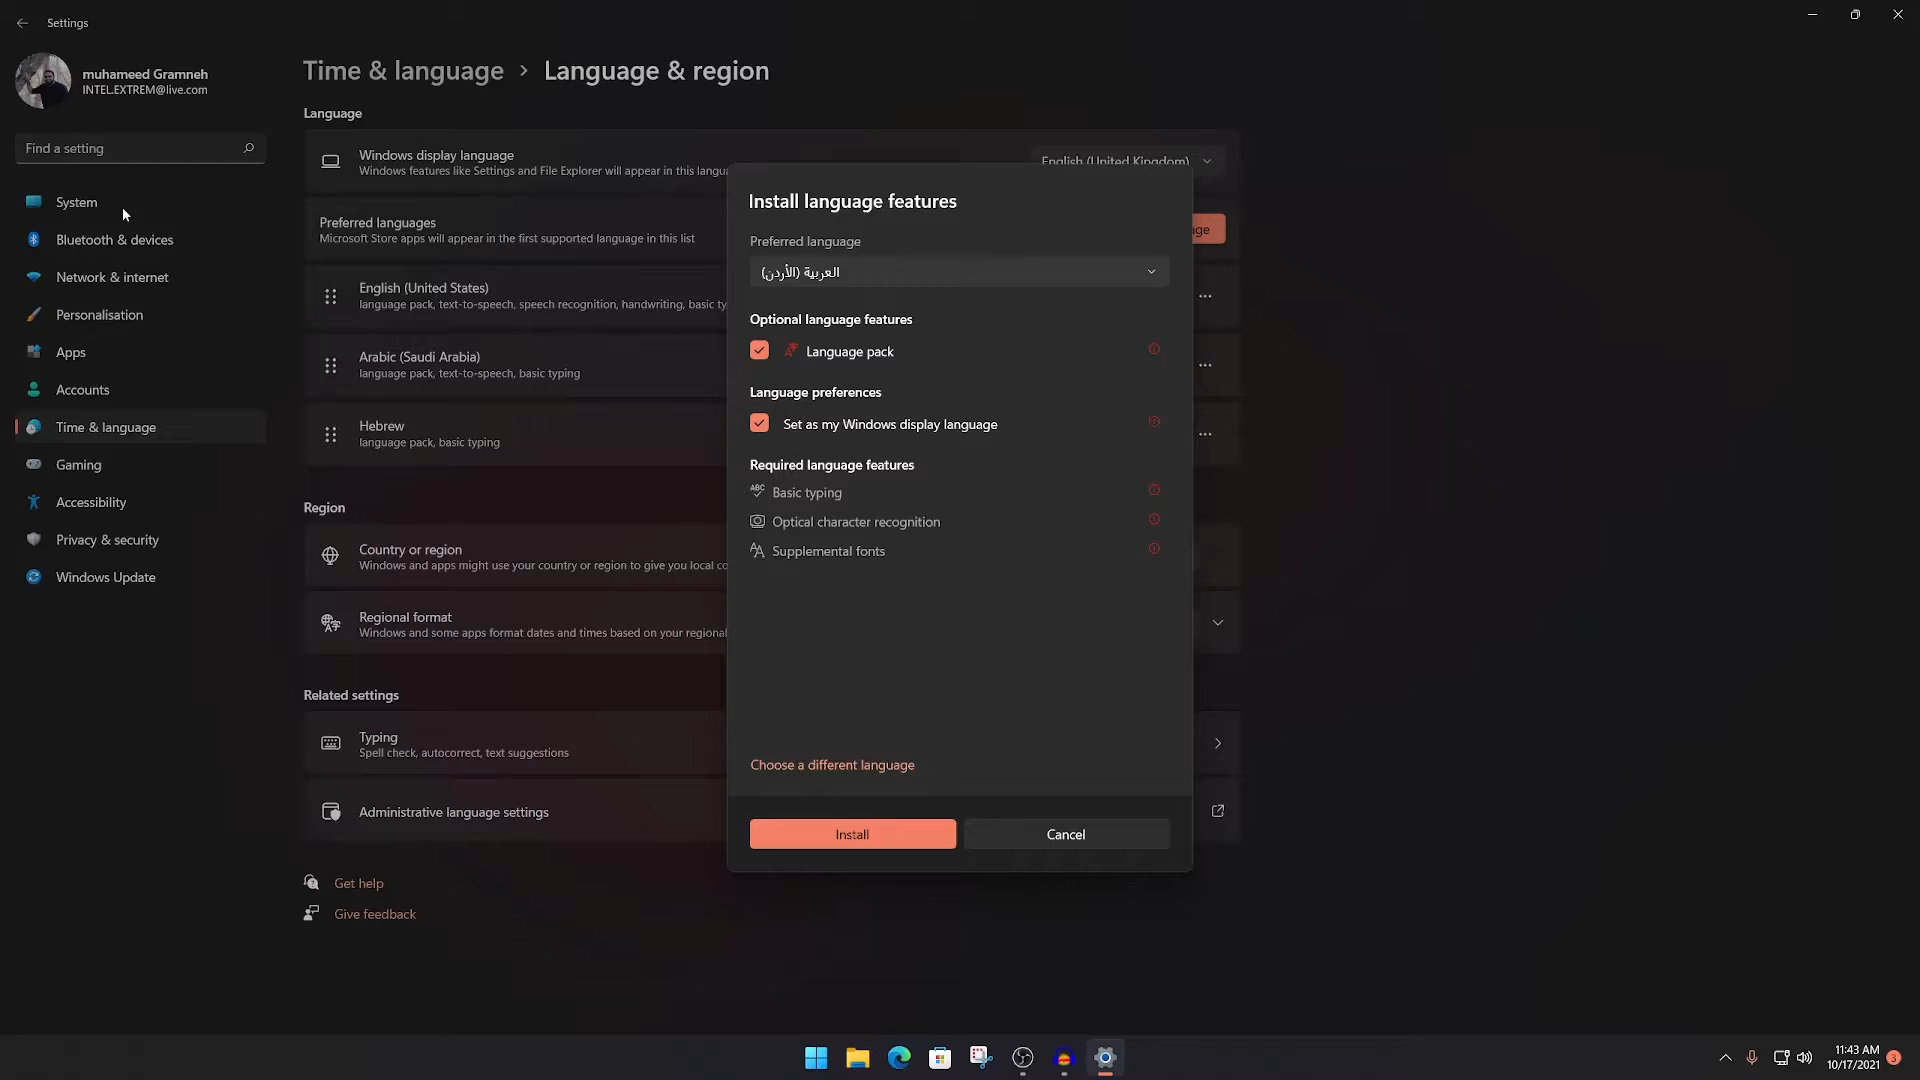 Settings
muhameed Gramneh
INTEL.EXTREM@live.com
Find a setting
System
Bluetooth & devices
Network & internet
Personalisation
Apps
Accounts
Time & language
Gaming
Accessibility
Privacy & security
Windows Update
Time & language › Language & region
Language
Windows display language
Windows features like Settings and File Explorer will appear in this
English (United Kingdom)
Preferred languages
Microsoft Store apps will appear in the first supported language in this list
English (United States)
language pack, text-to-speech, speech recognition, handwriting, basic
Arabic (Saudi Arabia)
language pack, text-to-speech, basic typing
Hebrew
language pack, basic typing
Region
Country or region
Windows and apps might use your country or region to give you local
Regional format
Windows and some apps format dates and times based on your regional
Related settings
Typing
Spell check, autocorrect, text suggestions
Administrative language settings
Get help
Give feedback
Install language features
Preferred language
العربية (الأردن)
Optional language features
Language pack
Language preferences
Set as my Windows display language
Required language features
Basic typing
Optical character recognition
Supplemental fonts
Choose a different language
Install
Cancel
11:43 AM
10/17/2021
3